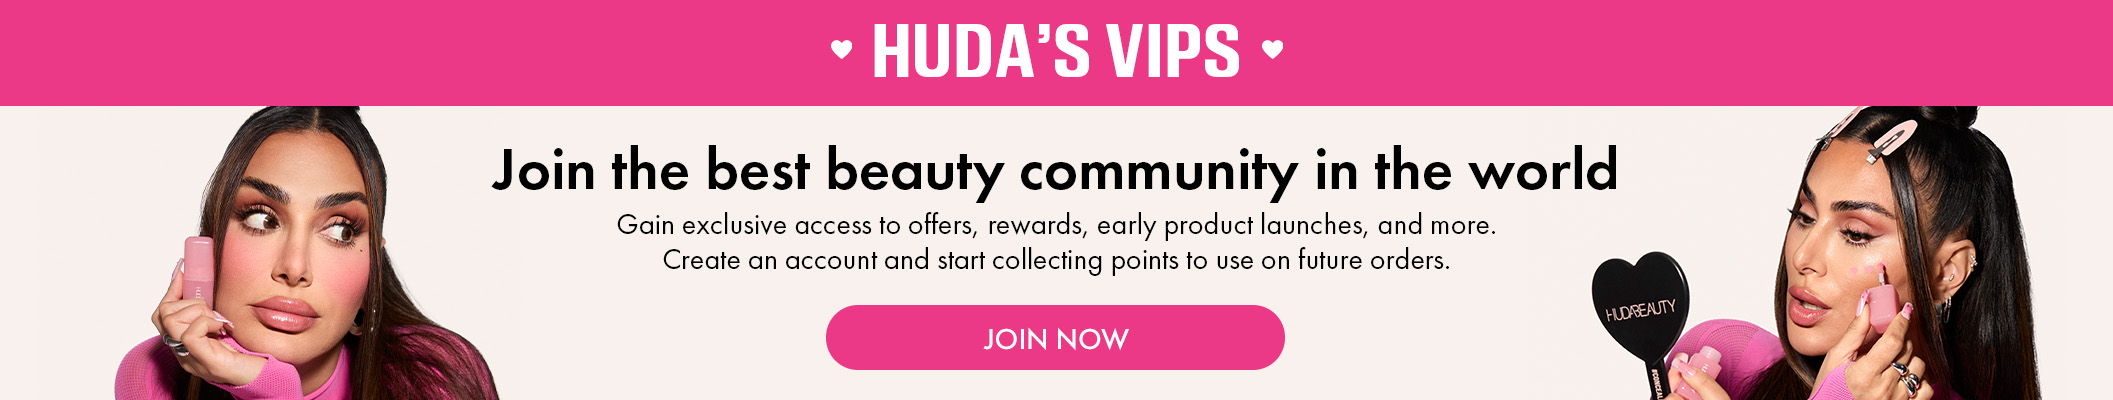 HUDA'S VIPS
Join the best beauty community in the world
Gain exclusive access to offers, rewards, early product launches, and more.
Create an account and start collecting points to use on future orders.
JOIN NOW
HUDABEAUTY